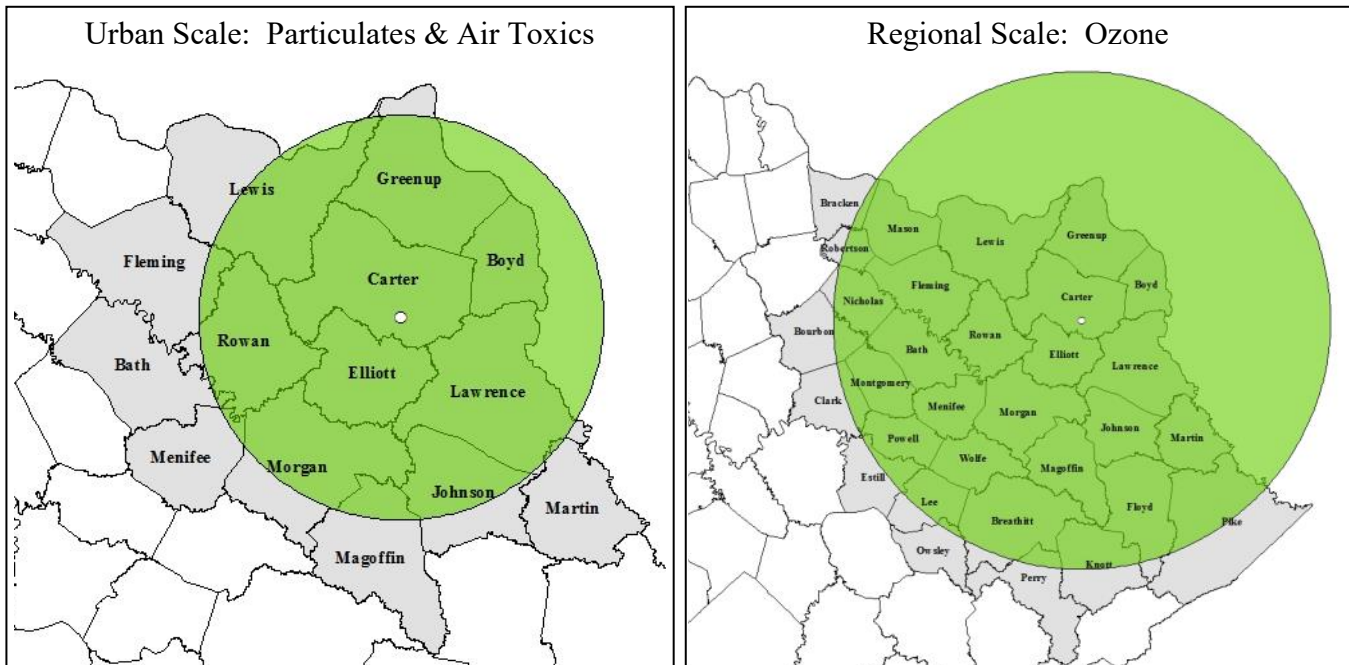 Urban Scale: Particulates & Air Toxics
Greenup
Lewis
Fleming
Boyd
Carter
Rowan
Bath
Elliott
Lawrence
Menifee
Morgan
Johnson
Martin
Magoffin
Regional Scale: Ozone
Bracken
Mason
Lewis
Greenup
Robertson
Fleming
Carter
Boyd
Nicholas
Bourbon
Rowan
Bath
Elliott
Lawrence
Montgomery
Clark
Menifee
Morgan
Johnson
Martin
Powell
Wolfe
Magoffin
Estill
Lee
Floyd
Breathitt
Pike
Owsley
Knott
Perry